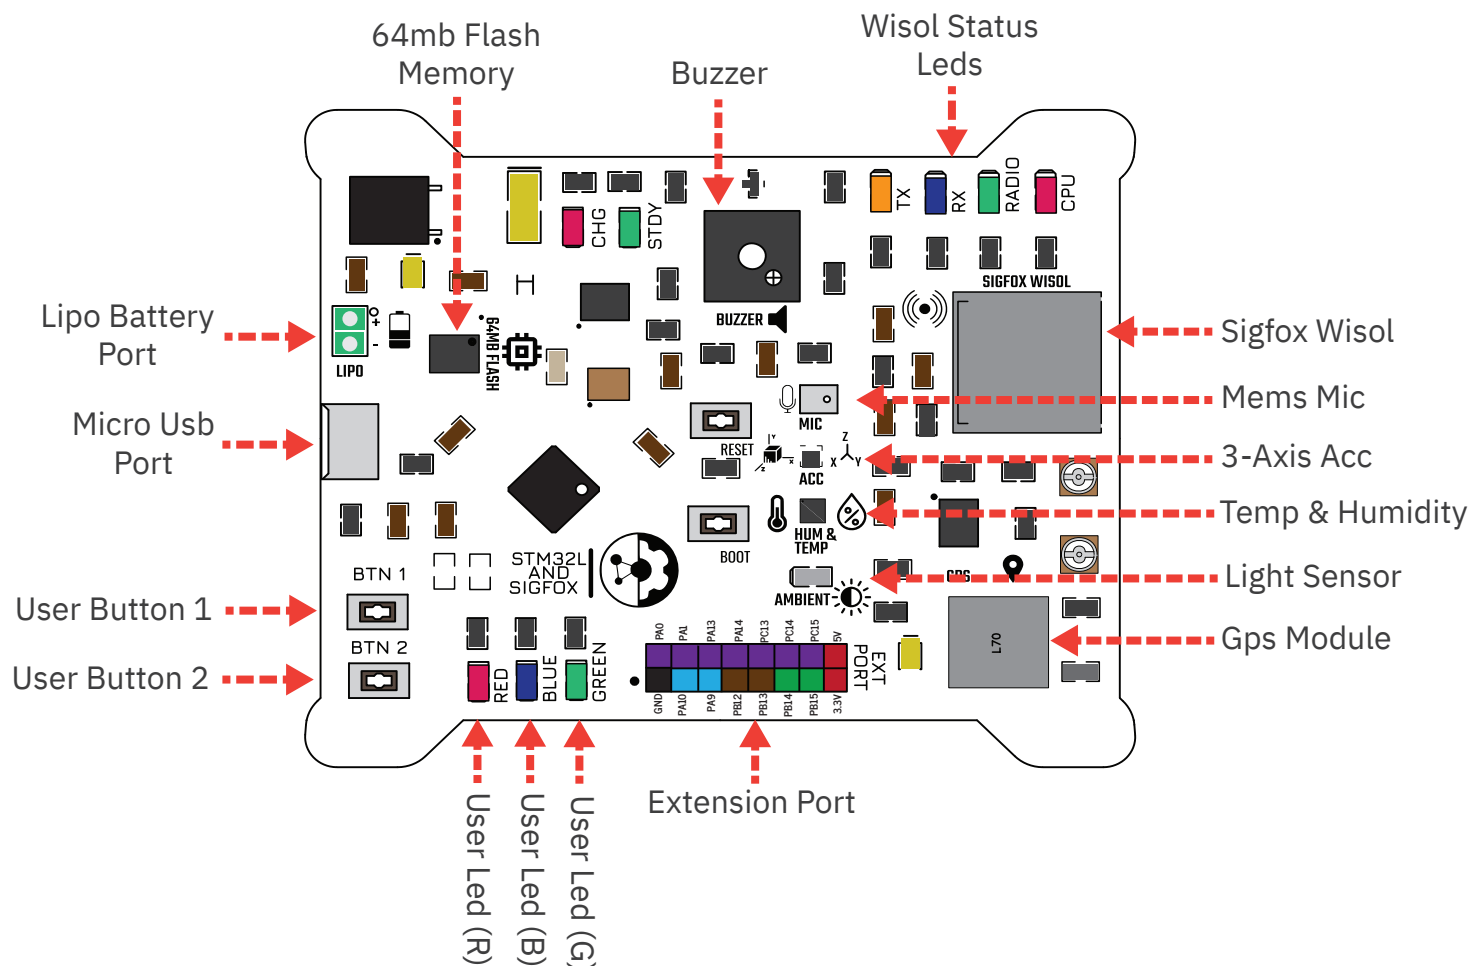 64mb Flash
Memory
Buzzer
Wisol Status
Leds
TX
RX
RADIO
CPU
CHG
STDY
SIGFOX WISOL
Lipo Battery
Port
+
-
LIPO
64MB FLASH
BUZZER
Sigfox Wisol
Mems Mic
MIC
Micro Usb
Port
RESET
Y
X
Z
ACC
Z
X
Y
3-Axis Acc
Temp & Humidity
HUM &
TEMP
%
BOOT
STM32L
AND
SIGFOX
BTN 1
User Button 1
BTN 2
User Button 2
AMBIENT
Light Sensor
GPS
L70
Gps Module
PA0
PA1
PA13
PA14
PC13
PC14
PC15
5V
EXT
PORT
GND
PA10
PA9
PB12
PB13
PB14
PB15
3.3V
RED
BLUE
GREEN
User Led (R)
User Led (B)
User Led (G)
Extension Port